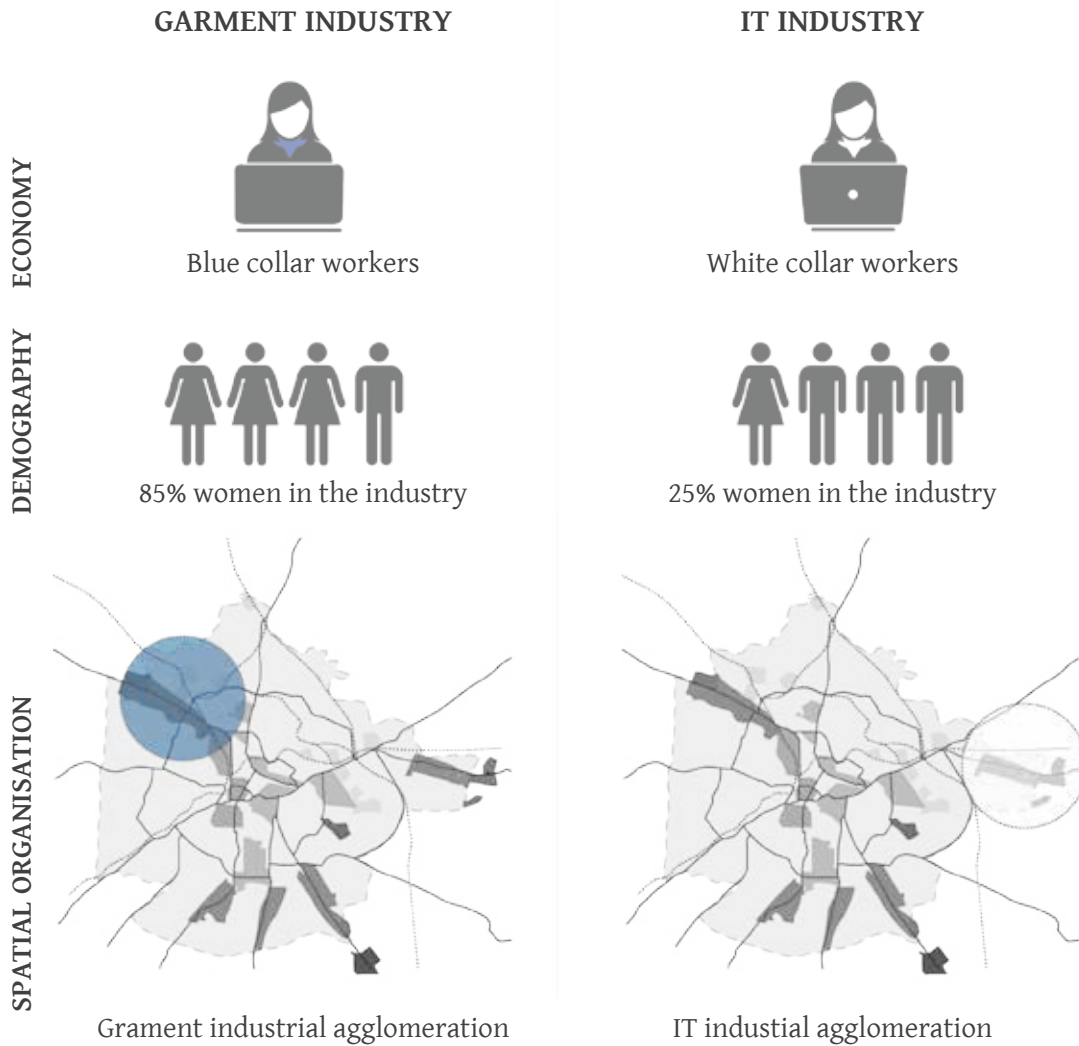 GARMENT INDUSTRY
IT INDUSTRY
ECONOMY
Blue collar workers
White collar workers
DEMOGRAPHY
85% women in the industry
25% women in the industry
SPATIAL ORGANISATION
Grament industrial agglomeration
IT industial agglomeration